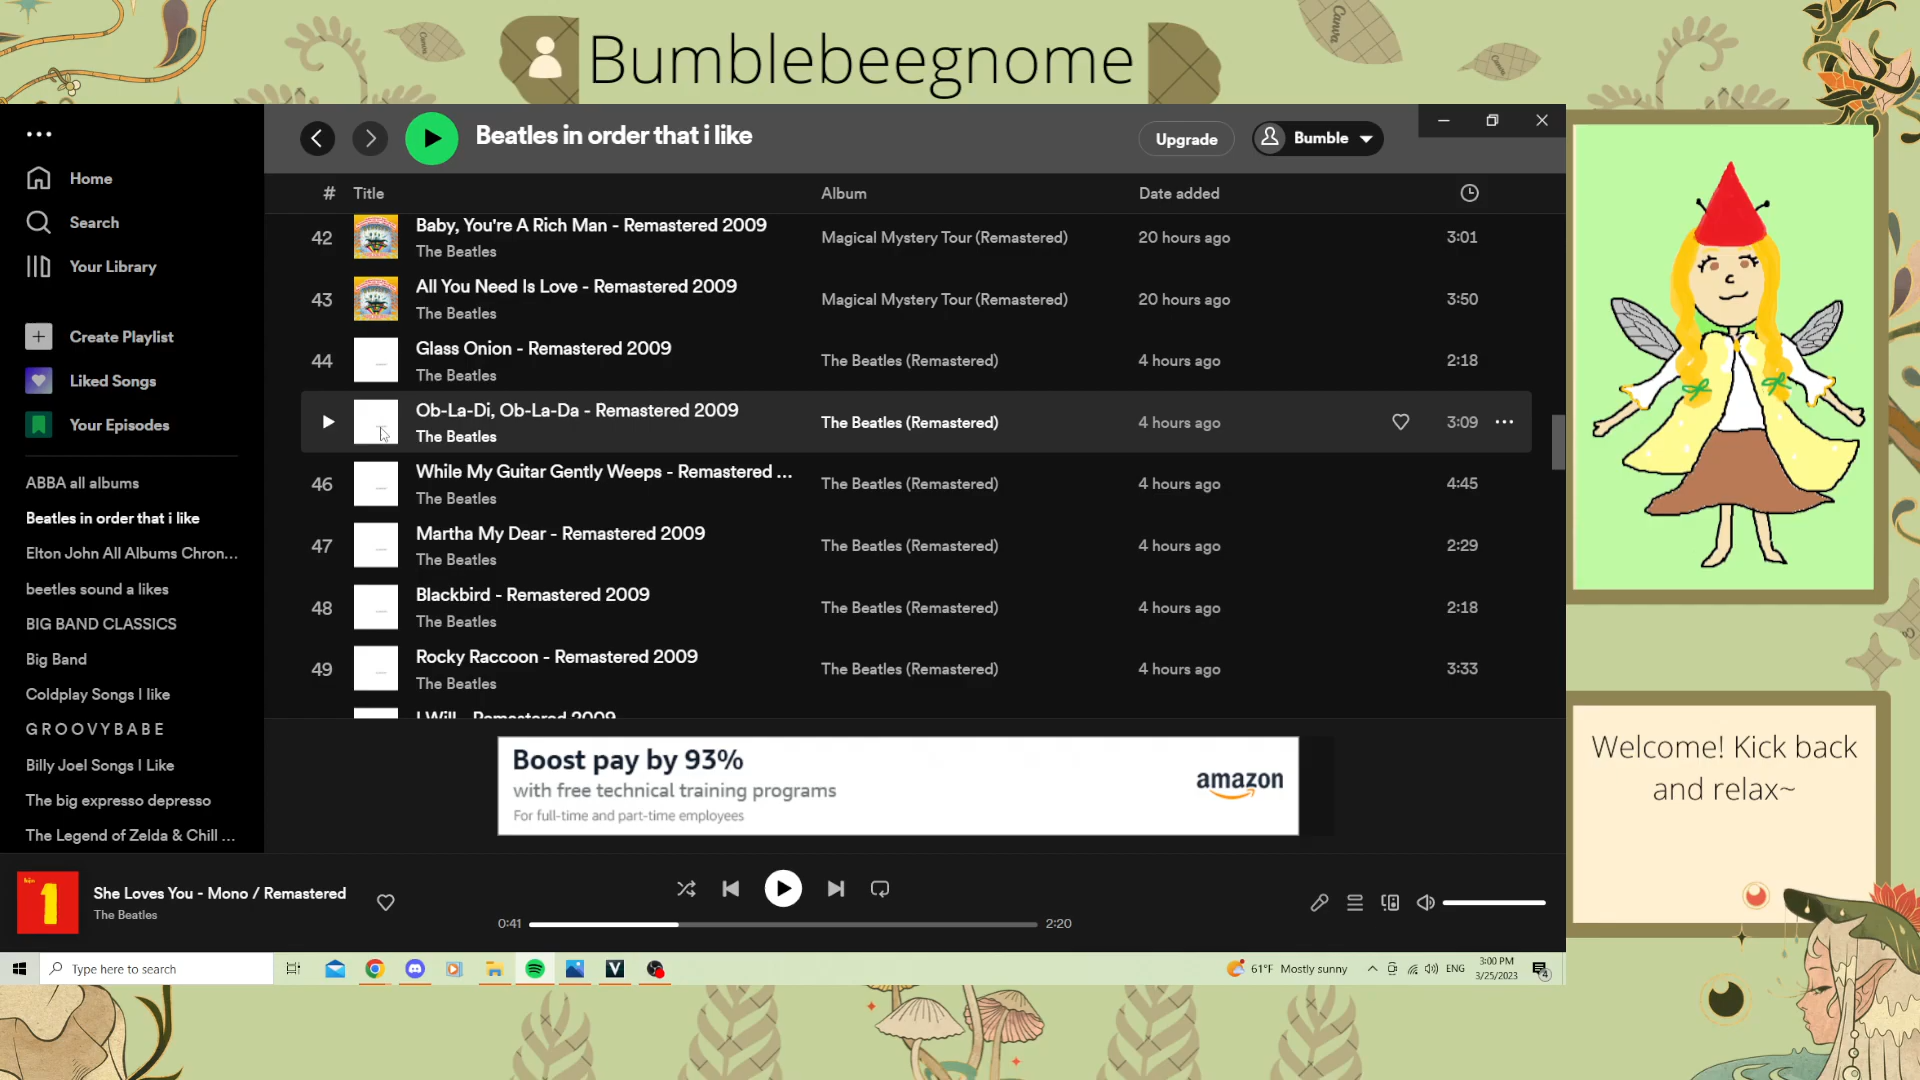 Bumblebeegnome
Canva
Canva
Beatles in order that i like
Upgrade
Bumble
Home
Search
Your Library
Create Playlist
Liked Songs
Your Episodes
ABBA all albums
Beatles in order that i like
Elton John All Albums Chron...
beetles sound a likes
BIG BAND CLASSICS
Big Band
Coldplay Songs I like
G R O O V Y B A B E
Billy Joel Songs I Like
The big expresso depresso
The Legend of Zelda & Chill ...
# Title Album Date added
42 Baby, You're A Rich Man - Remastered 2009 Magical Mystery Tour (Remastered) 20 hours ago 3:01
The Beatles
43 All You Need Is Love - Remastered 2009 Magical Mystery Tour (Remastered) 20 hours ago 3:50
The Beatles
44 Glass Onion - Remastered 2009 The Beatles (Remastered) 4 hours ago 2:18
The Beatles
Ob-La-Di, Ob-La-Da - Remastered 2009 The Beatles (Remastered) 4 hours ago 3:09
The Beatles
46 While My Guitar Gently Weeps - Remastered ... The Beatles (Remastered) 4 hours ago 4:45
The Beatles
47 Martha My Dear - Remastered 2009 The Beatles (Remastered) 4 hours ago 2:29
The Beatles
48 Blackbird - Remastered 2009 The Beatles (Remastered) 4 hours ago 2:18
The Beatles
49 Rocky Raccoon - Remastered 2009 The Beatles (Remastered) 4 hours ago 3:33
The Beatles
I Will - Remastered 2009
Boost pay by 93%
with free technical training programs
For full-time and part-time employees
amazon
Welcome! Kick back
and relax~
1
She Loves You - Mono / Remastered
The Beatles
0:41 2:20
Type here to search
61°F Mostly sunny
ENG
3:00 PM
3/25/2023
4